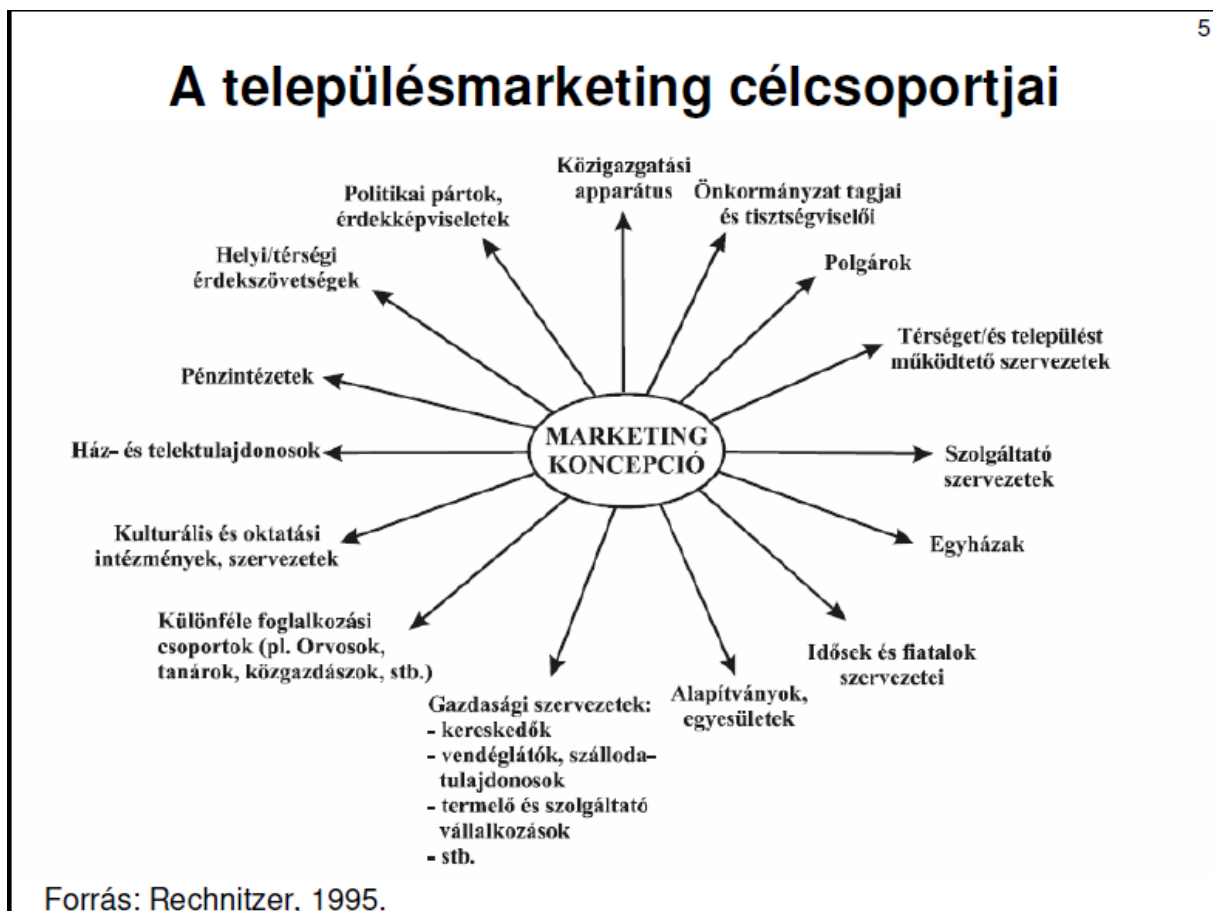 5
A településmarketing célcsoportjai
Közigazgatási
apparátus
Önkormányzat tagjai
és tisztségviselői
Polgárok
Térséget/és települést
működtető szervezetek
Szolgáltató
szervezetek
Egyházak
Idősek és fiatalok
szervezetei
Alapítványok,
egyesületek
Gazdasági szervezetek:
- kereskedők
- vendéglátók, szálloda–
tulajdonosok
- termelő és szolgáltató
vállalkozások
- stb.
Különféle foglalkozási
csoportok (pl. Orvosok,
tanárok, közgazdászok, stb.)
Kulturális és oktatási
intézmények, szervezetek
Ház– és telektulajdonosok
Pénzintézetek
Helyi/térségi
érdekszövetségek
Politikai pártok,
érdekképviseletek
MARKETING
KONCEPCIÓ
Forrás: Rechnitzer, 1995.